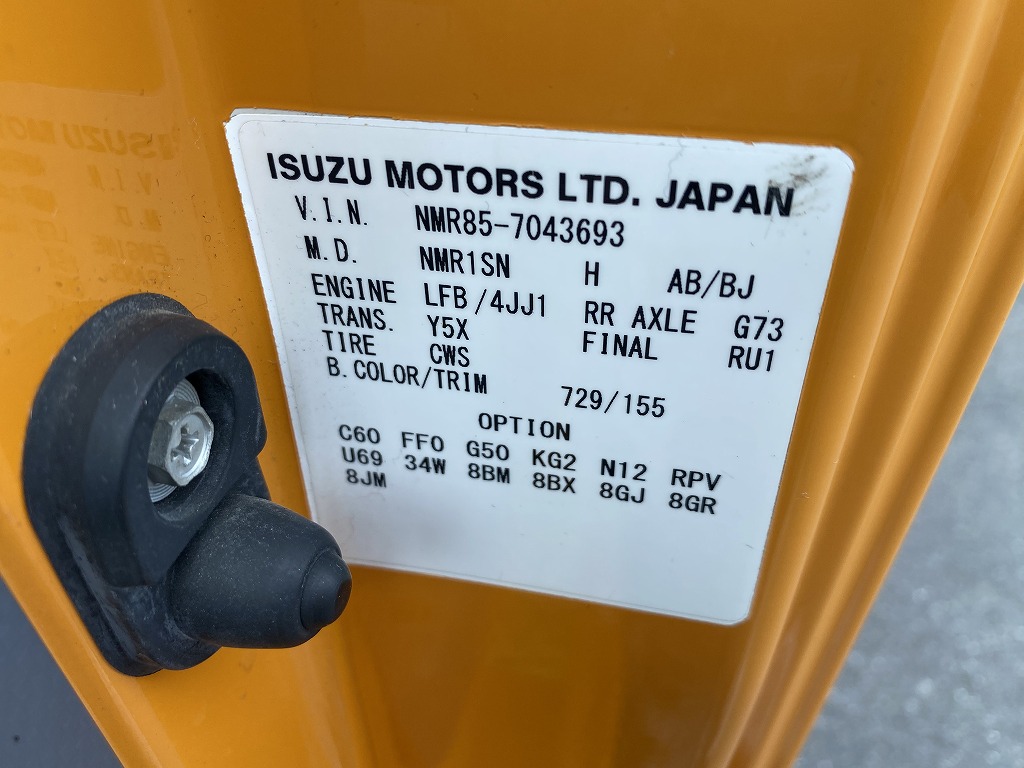 ISUZU MOTORS LTD. JAPAN
V.I.N. NMR85-7043693
M.D. NMR1SN H AB/BJ
ENGINE LFB/4JJ1 RR AXLE G73
TRANS. Y5X FINAL RU1
TIRE CWS
B.COLOR/TRIM 729/155
OPTION
C60 FF0 G50 KG2 N12 RPV
U69 34W 8BM 8BX 8GJ 8GR
8JM